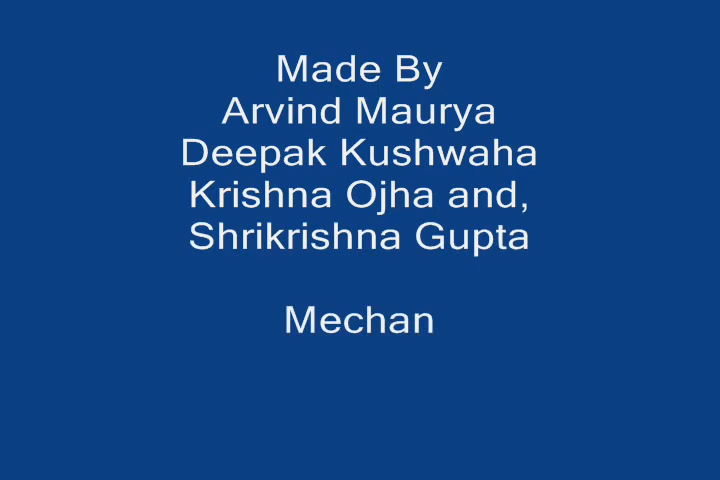 Made By
Arvind Maurya
Deepak Kushwaha
Krishna Ojha and,
Shrikrishna Gupta
Mechan